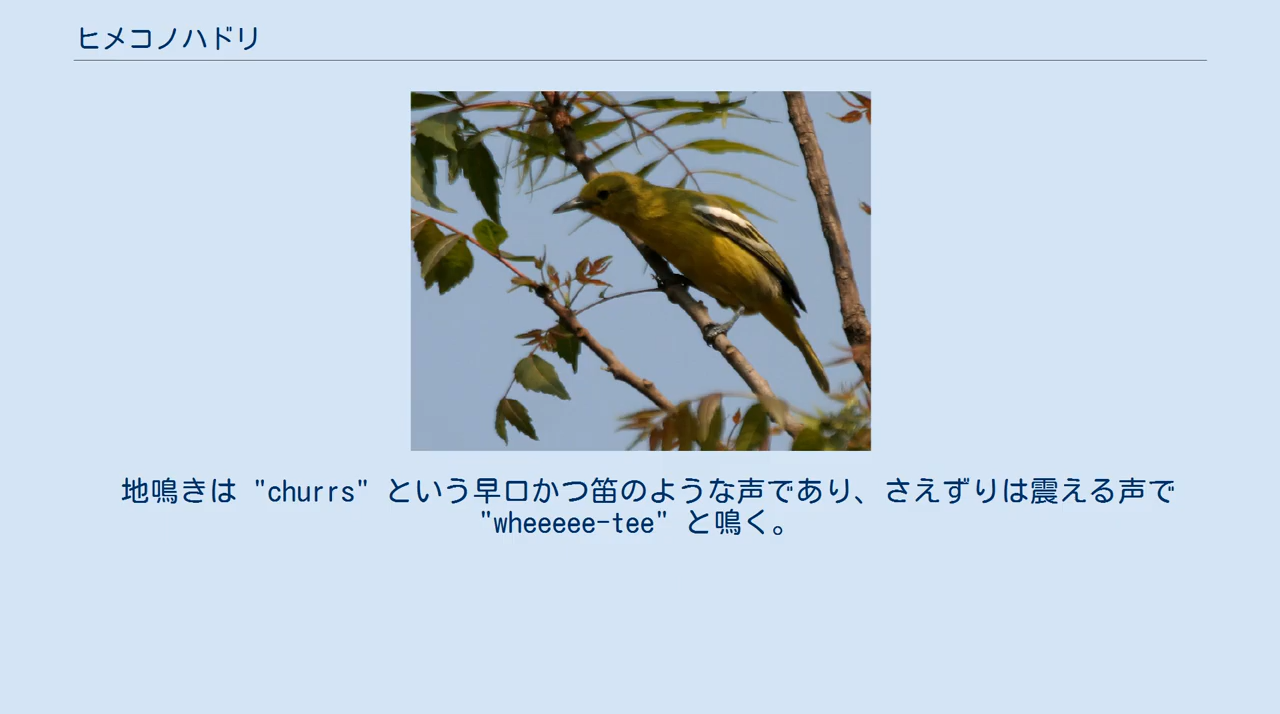 ヒメコノハドリ
地鳴きは "churrs" という早口かつ笛のような声であり、さえずりは震える声で
"wheeeee-tee" と鳴く。